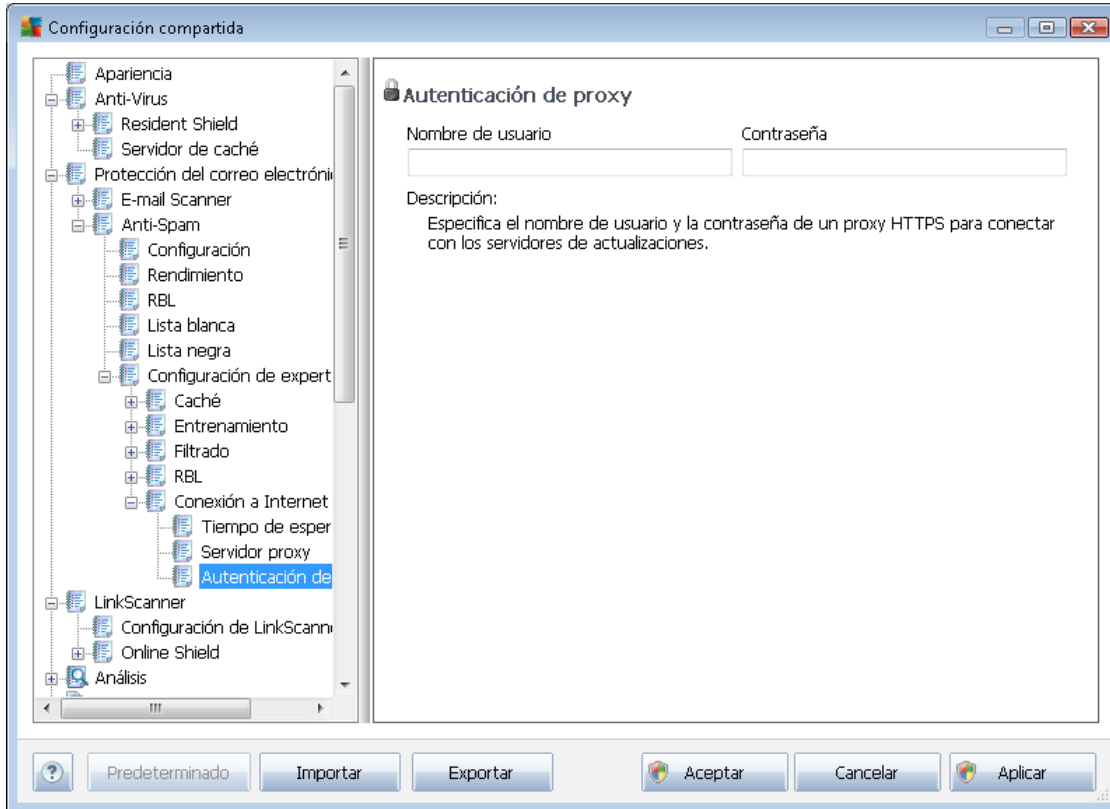 Configuración compartida
Apariencia
Anti-Virus
Resident Shield
Servidor de caché
Protección del correo electróni
E-mail Scanner
Anti-Spam
Configuración
Rendimiento
RBL
Lista blanca
Lista negra
Configuración de expert
Caché
Entrenamiento
Filtrado
RBL
Conexión a Internet
Tiempo de esper
Servidor proxy
Autenticación de
LinkScanner
Configuración de LinkScann
Online Shield
Análisis
Autenticación de proxy
Nombre de usuario Contraseña
Descripción:
Especifica el nombre de usuario y la contraseña de un proxy HTTPS para conectar
con los servidores de actualizaciones.
? Predeterminado Importar Exportar Aceptar Cancelar Aplicar